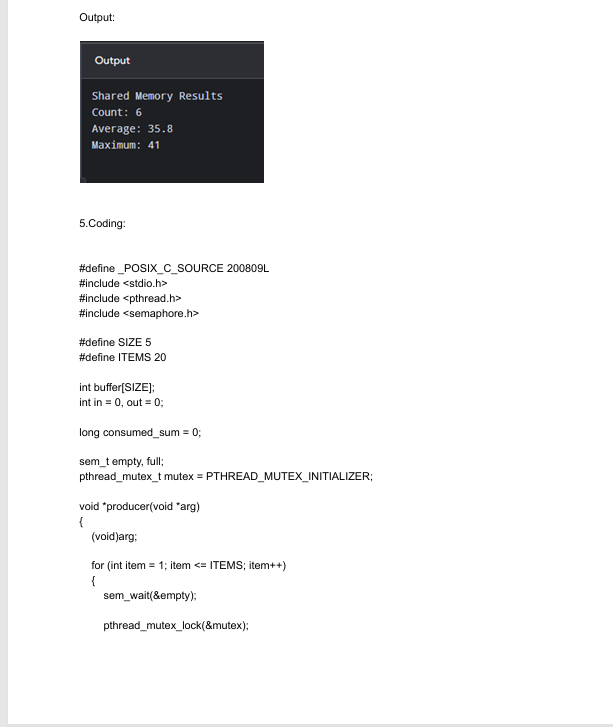 Output:
Output
Shared Memory Results
Count: 6
Average: 35.8
Maximum: 41
5.Coding:
#define _POSIX_C_SOURCE 200809L
#include <stdio.h>
#include <pthread.h>
#include <semaphore.h>
#define SIZE 5
#define ITEMS 20
int buffer[SIZE];
int in = 0, out = 0;
long consumed_sum = 0;
sem_t empty, full;
pthread_mutex_t mutex = PTHREAD_MUTEX_INITIALIZER;
void *producer(void *arg)
{
(void)arg;
for (int item = 1; item <= ITEMS; item++)
{
sem_wait(&empty);
pthread_mutex_lock(&mutex);